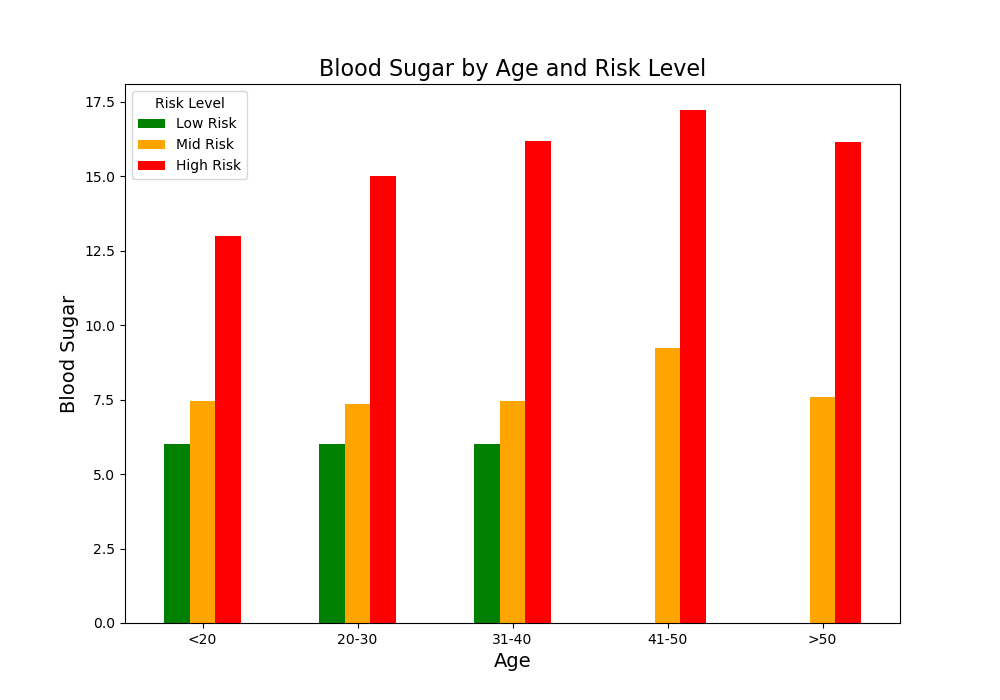 Blood Sugar by Age and Risk Level
17.5
15.0
12.5
10.0
7.5
5.0
2.5
0.0
Blood Sugar
Risk Level
Low Risk
Mid Risk
High Risk
<20
20-30
31-40
41-50
>50
Age